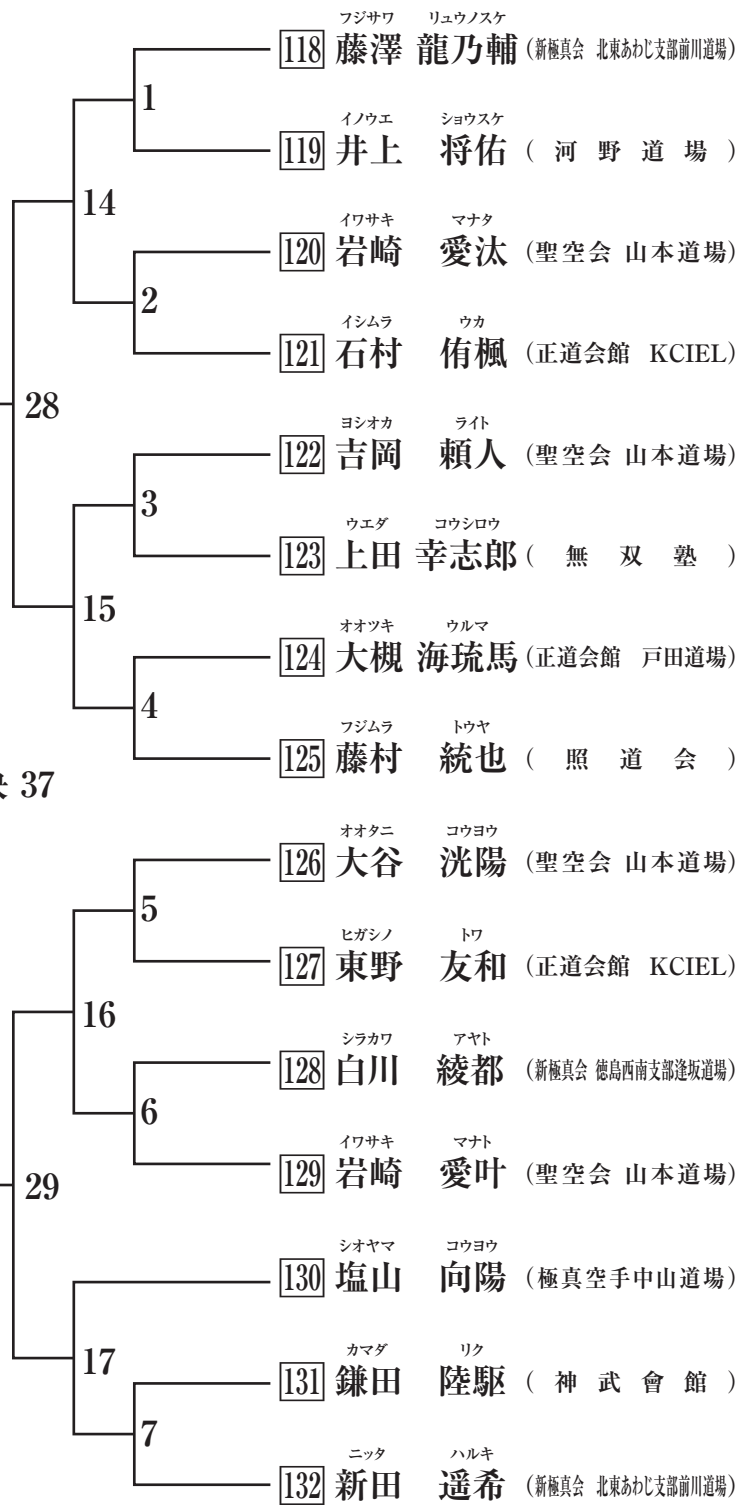 フジサワ リュウノスケ
118 藤澤 龍乃輔 (新極真会 北東あわじ支部前川道場)
1
イノウエ ショウスケ
119 井上 将佑 (河野道場)
14
イワサキ マナタ
120 岩崎 愛汰 (聖空会 山本道場)
2
イシムラ ウカ
121 石村 侑楓 (正道会館 KCIEL)
28
ヨシオカ ライト
122 吉岡 頼人 (聖空会 山本道場)
3
ウエダ コウシロウ
123 上田 幸志郎 (無双塾)
15
オオツキ ウルマ
124 大槻 海琉馬 (正道会館 戸田道場)
4
フジムラ トウヤ
125 藤村 統也 (照道会)
37
オオタニ コウヨウ
126 大谷 洸陽 (聖空会 山本道場)
5
ヒガシノ トワ
127 東野 友和 (正道会館 KCIEL)
16
シラカワ アヤト
128 白川 綾都 (新極真会 徳島西南支部逢坂道場)
6
イワサキ マナト
129 岩崎 愛叶 (聖空会 山本道場)
29
シオヤマ コウヨウ
130 塩山 向陽 (極真空手中山道場)
17
カマダ リク
131 鎌田 陸駆 (神武會館)
7
ニッタ ハルキ
132 新田 遥希 (新極真会 北東あわじ支部前川道場)